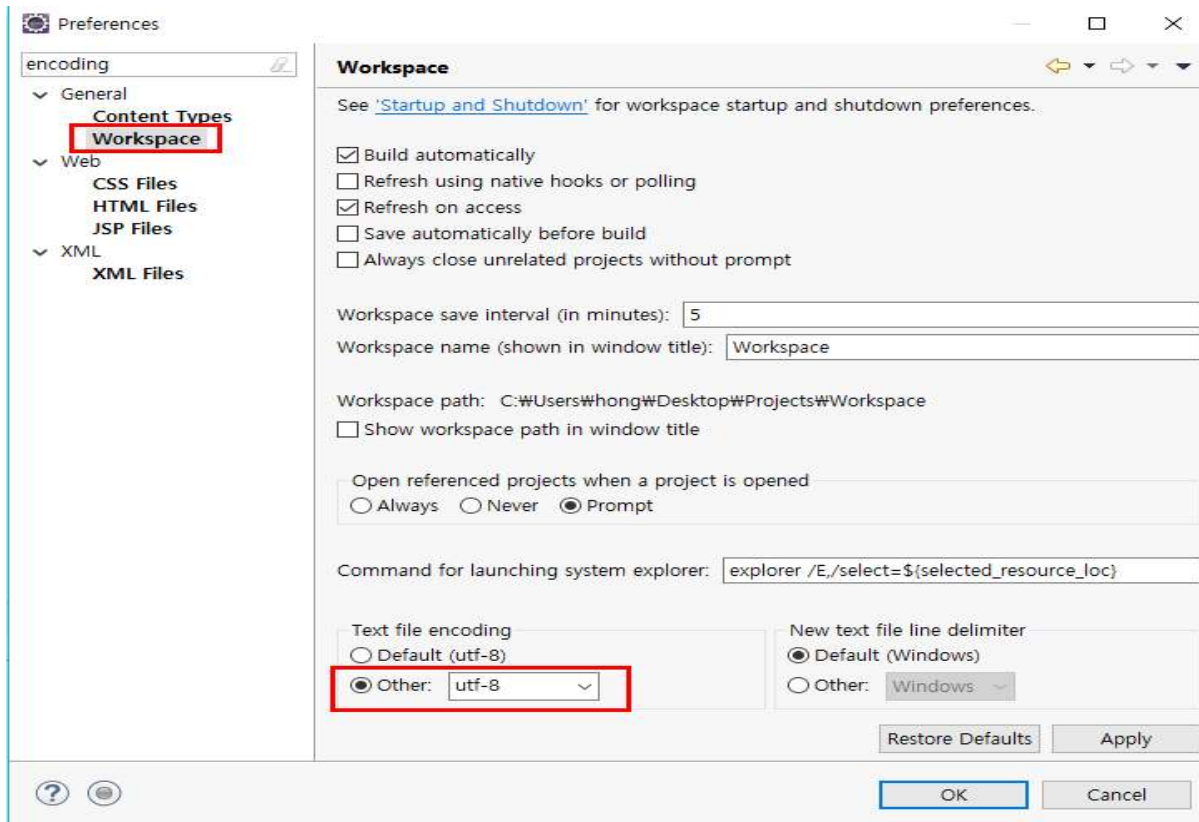 Preferences
encoding
General
Content Types
Workspace
Web
CSS Files
HTML Files
JSP Files
XML
XML Files
Workspace
See 'Startup and Shutdown' for workspace startup and shutdown preferences.
Build automatically
Refresh using native hooks or polling
Refresh on access
Save automatically before build
Always close unrelated projects without prompt
Workspace save interval (in minutes): 5
Workspace name (shown in window title): Workspace
Workspace path: C:₩Users₩hong₩Desktop₩Projects₩Workspace
Show workspace path in window title
Open referenced projects when a project is opened
Always Never Prompt
Command for launching system explorer: explorer /E,/select=${selected_resource_loc}
Text file encoding
Default (utf-8)
Other: utf-8
New text file line delimiter
Default (Windows)
Other: Windows
Restore Defaults Apply
? OK Cancel